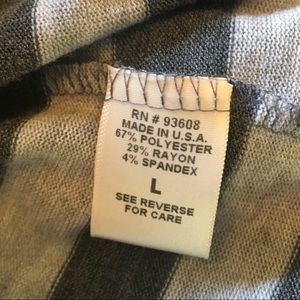 RN # 93608
MADE IN U.S.A.
67% POLYESTER
29% RAYON
4% SPANDEX
L
SEE REVERSE
FOR CARE